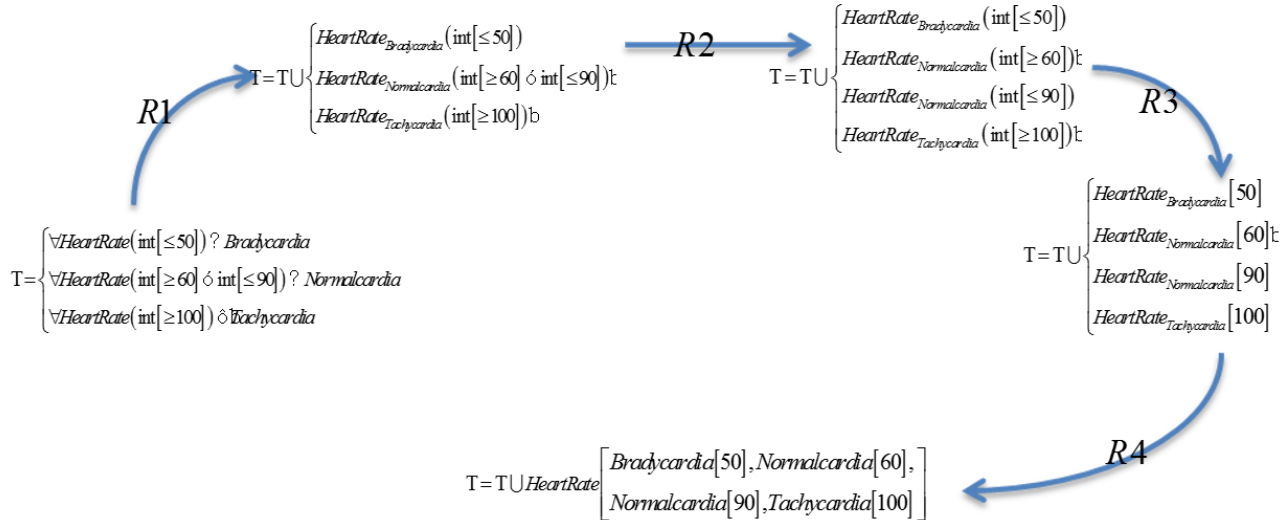 T=T∪{HeartRate_Bradycardia(int[≤50])
HeartRate_Normalcardia(int[≥60] ó int[≤90])b
HeartRate_Tachycardia(int[≥100])b
R2
T=T∪{HeartRate_Bradycardia(int[≤50])
HeartRate_Normalcardia(int[≥60])b
HeartRate_Normalcardia(int[≤90])
HeartRate_Tachycardia(int[≥100])b
R1
R3
T={∀HeartRate(int[≤50]) ? Bradycardia
∀HeartRate(int[≥60] ó int[≤90]) ? Normalcardia
∀HeartRate(int[≥100]) Tachycardia
T=T∪{HeartRate_Bradycardia[50]
HeartRate_Normalcardia[60]b
HeartRate_Normalcardia[90]
HeartRate_Tachycardia[100]
R4
T=T∪HeartRate[Bradycardia[50],Normalcardia[60],
Normalcardia[90],Tachycardia[100]]